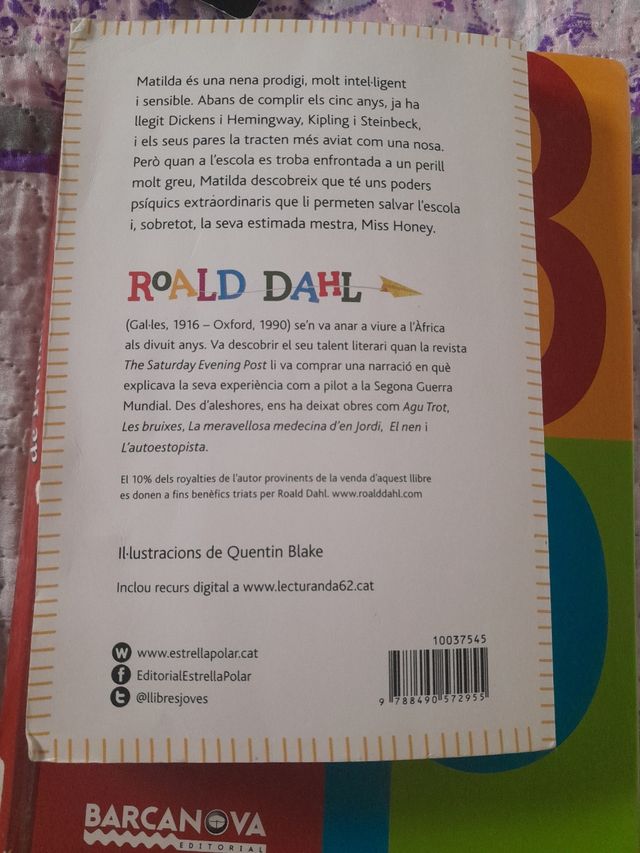 Matilda és una nena prodigi, molt intel·ligent
i sensible. Abans de complir els cinc anys, ja ha
llegit Dickens i Hemingway, Kipling i Steinbeck,
i els seus pares la tracten més aviat com una nosa.
Però quan a l'escola es troba enfrontada a un perill
molt greu, Matilda descobreix que té uns poders
psíquics extraordinaris que li permeten salvar l'escola
i, sobretot, la seva estimada mestra, Miss Honey.
ROALD DAHL
(Gal·les, 1916 – Oxford, 1990) se'n va anar a viure a l'Àfrica
als divuit anys. Va descobrir el seu talent literari quan la revista
The Saturday Evening Post li va comprar una narració en què
explicava la seva experiència com a pilot a la Segona Guerra
Mundial. Des d'aleshores, ens ha deixat obres com Agu Trot,
Les bruixes, La meravellosa medecina d'en Jordi, El nen i
L'autoestopista.
El 10% dels royalties de l'autor provinents de la venda d'aquest llibre
es donen a fins benèfics triats per Roald Dahl. www.roalddahl.com
Il·lustracions de Quentin Blake
Inclou recurs digital a www.lecturanda62.cat
www.estrellapolar.cat
EditorialEstrellaPolar
@llibresjoves
10037545
9 788490 572955
BARCANOVA
EDITORIAL